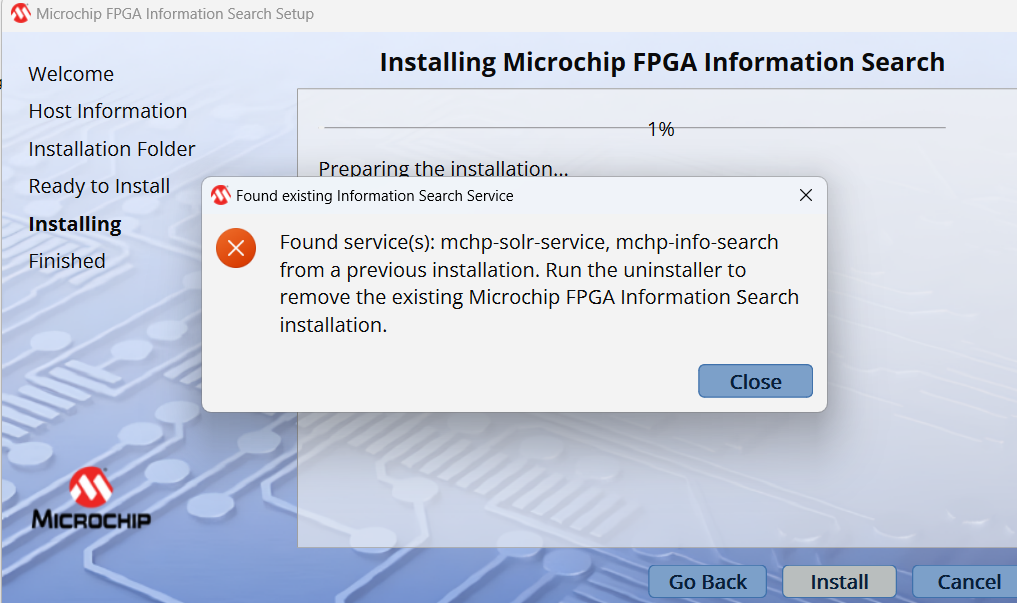 Microchip FPGA Information Search Setup
Installing Microchip FPGA Information Search
Welcome
Host Information
Installation Folder
Ready to Install
Installing
Finished
1%
Preparing the installation...
Found existing Information Search Service
Found service(s): mchp-solr-service, mchp-info-search
from a previous installation. Run the uninstaller to
remove the existing Microchip FPGA Information Search
installation.
Close
MICROCHIP
Go Back
Install
Cancel